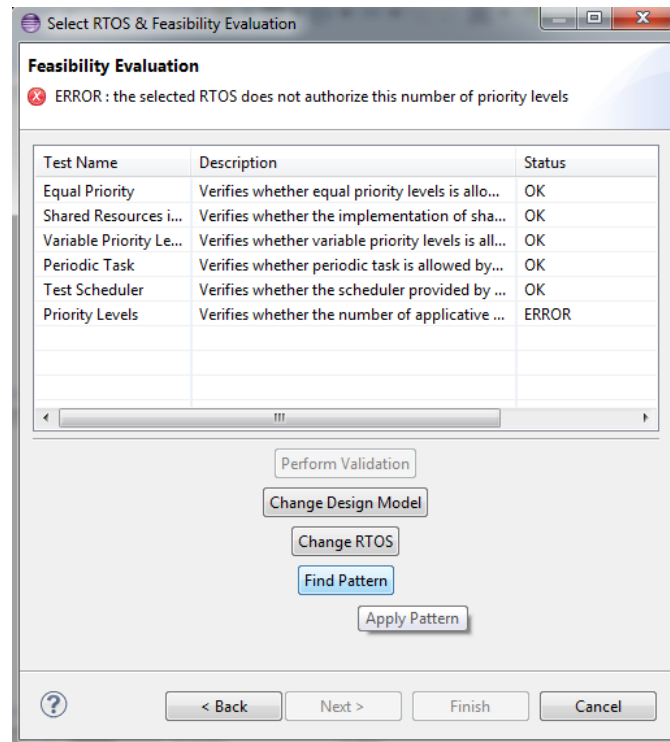 Select RTOS & Feasibility Evaluation
Feasibility Evaluation
ERROR : the selected RTOS does not authorize this number of priority levels
Test Name Description Status
Equal Priority Verifies whether equal priority levels is allo... OK
Shared Resources i... Verifies whether the implementation of sha... OK
Variable Priority Le... Verifies whether variable priority levels is all... OK
Periodic Task Verifies whether periodic task is allowed by... OK
Test Scheduler Verifies whether the scheduler provided by ... OK
Priority Levels Verifies whether the number of applicative ... ERROR
Perform Validation
Change Design Model
Change RTOS
Find Pattern
Apply Pattern
? < Back Next > Finish Cancel